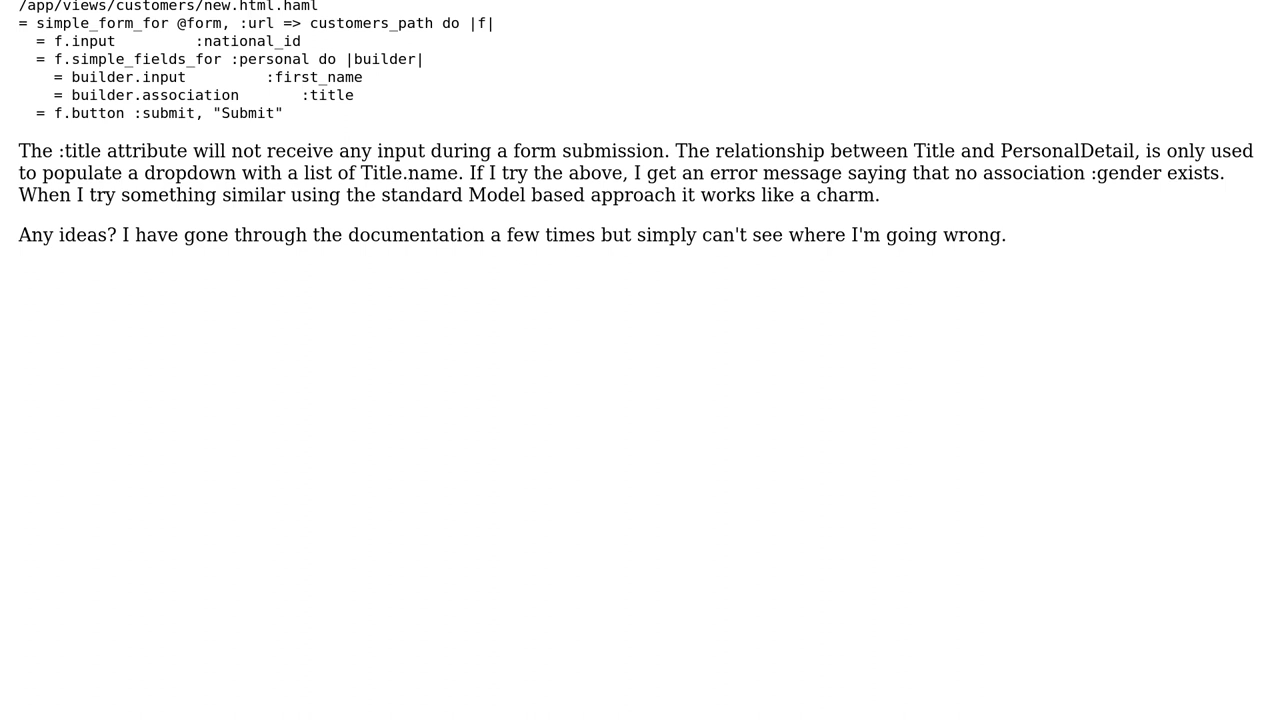 /app/views/customers/new.html.haml
= simple_form_for @form, :url => customers_path do |f|
  = f.input         :national_id
  = f.simple_fields_for :personal do |builder|
    = builder.input         :first_name
    = builder.association       :title
  = f.button :submit, "Submit"
The :title attribute will not receive any input during a form submission. The relationship between Title and PersonalDetail, is only used
to populate a dropdown with a list of Title.name. If I try the above, I get an error message saying that no association :gender exists.
When I try something similar using the standard Model based approach it works like a charm.
Any ideas? I have gone through the documentation a few times but simply can't see where I'm going wrong.